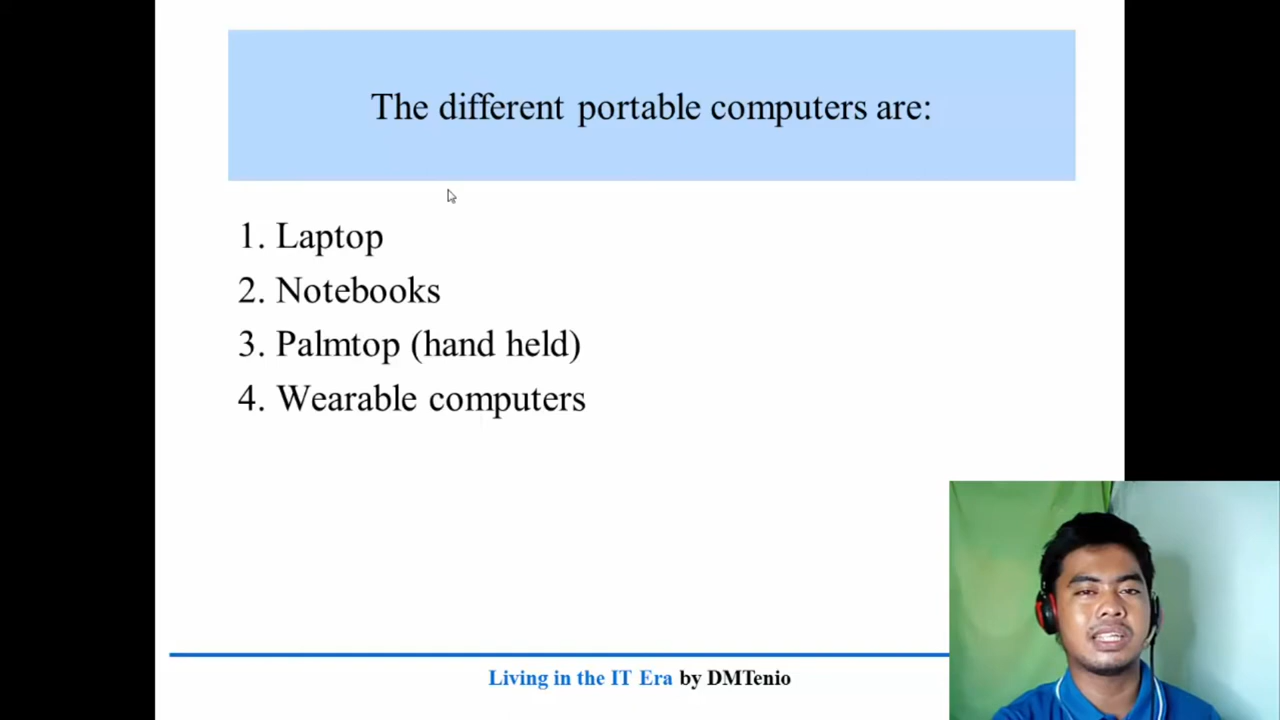 The different portable computers are:
1. Laptop
2. Notebooks
3. Palmtop (hand held)
4. Wearable computers
Living in the IT Era by DMTenio